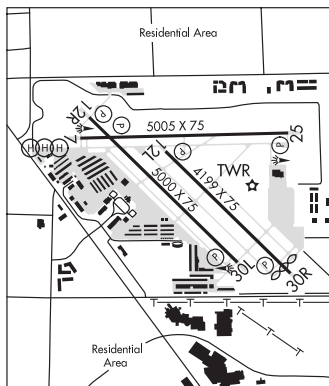 Residential Area
12R
P
P
7
5005 X 75
25
H H H
12L
P
P
TWR
5000 X 75
4199 X 75
P
P
30L
30R
T T T T T T
T
T
T
Residential
Area